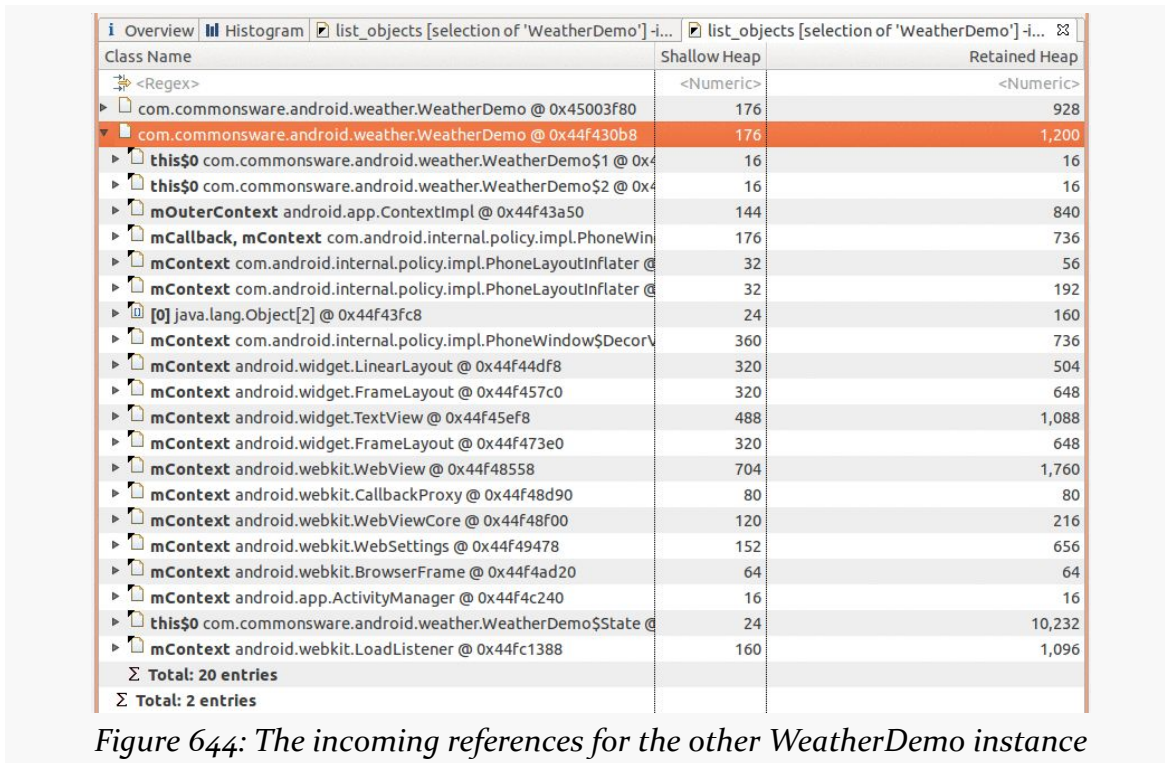 i Overview Histogram list_objects [selection of 'WeatherDemo'] -i... list_objects [selection of 'WeatherDemo'] -i...
Class Name Shallow Heap Retained Heap
<Regex> <Numeric> <Numeric>
com.commonsware.android.weather.WeatherDemo @ 0x45003f80 176 928
com.commonsware.android.weather.WeatherDemo @ 0x44f430b8 176 1,200
this$0 com.commonsware.android.weather.WeatherDemo$1 @ 0x4 16 16
this$0 com.commonsware.android.weather.WeatherDemo$2 @ 0x4 16 16
mOuterContext android.app.ContextImpl @ 0x44f43a50 144 840
mCallback, mContext com.android.internal.policy.impl.PhoneWin 176 736
mContext com.android.internal.policy.impl.PhoneLayoutInflater @ 32 56
mContext com.android.internal.policy.impl.PhoneLayoutInflater @ 32 192
[0] java.lang.Object[2] @ 0x44f43fc8 24 160
mContext com.android.internal.policy.impl.PhoneWindow$DecorV 360 736
mContext android.widget.LinearLayout @ 0x44f44df8 320 504
mContext android.widget.FrameLayout @ 0x44f457c0 320 648
mContext android.widget.TextView @ 0x44f45ef8 488 1,088
mContext android.widget.FrameLayout @ 0x44f473e0 320 648
mContext android.webkit.WebView @ 0x44f48558 704 1,760
mContext android.webkit.CallbackProxy @ 0x44f48d90 80 80
mContext android.webkit.WebViewCore @ 0x44f48f00 120 216
mContext android.webkit.WebSettings @ 0x44f49478 152 656
mContext android.webkit.BrowserFrame @ 0x44f4ad20 64 64
mContext android.app.ActivityManager @ 0x44f4c240 16 16
this$0 com.commonsware.android.weather.WeatherDemo$State @ 24 10,232
mContext android.webkit.LoadListener @ 0x44fc1388 160 1,096
Σ Total: 20 entries
Σ Total: 2 entries
Figure 644: The incoming references for the other WeatherDemo instance